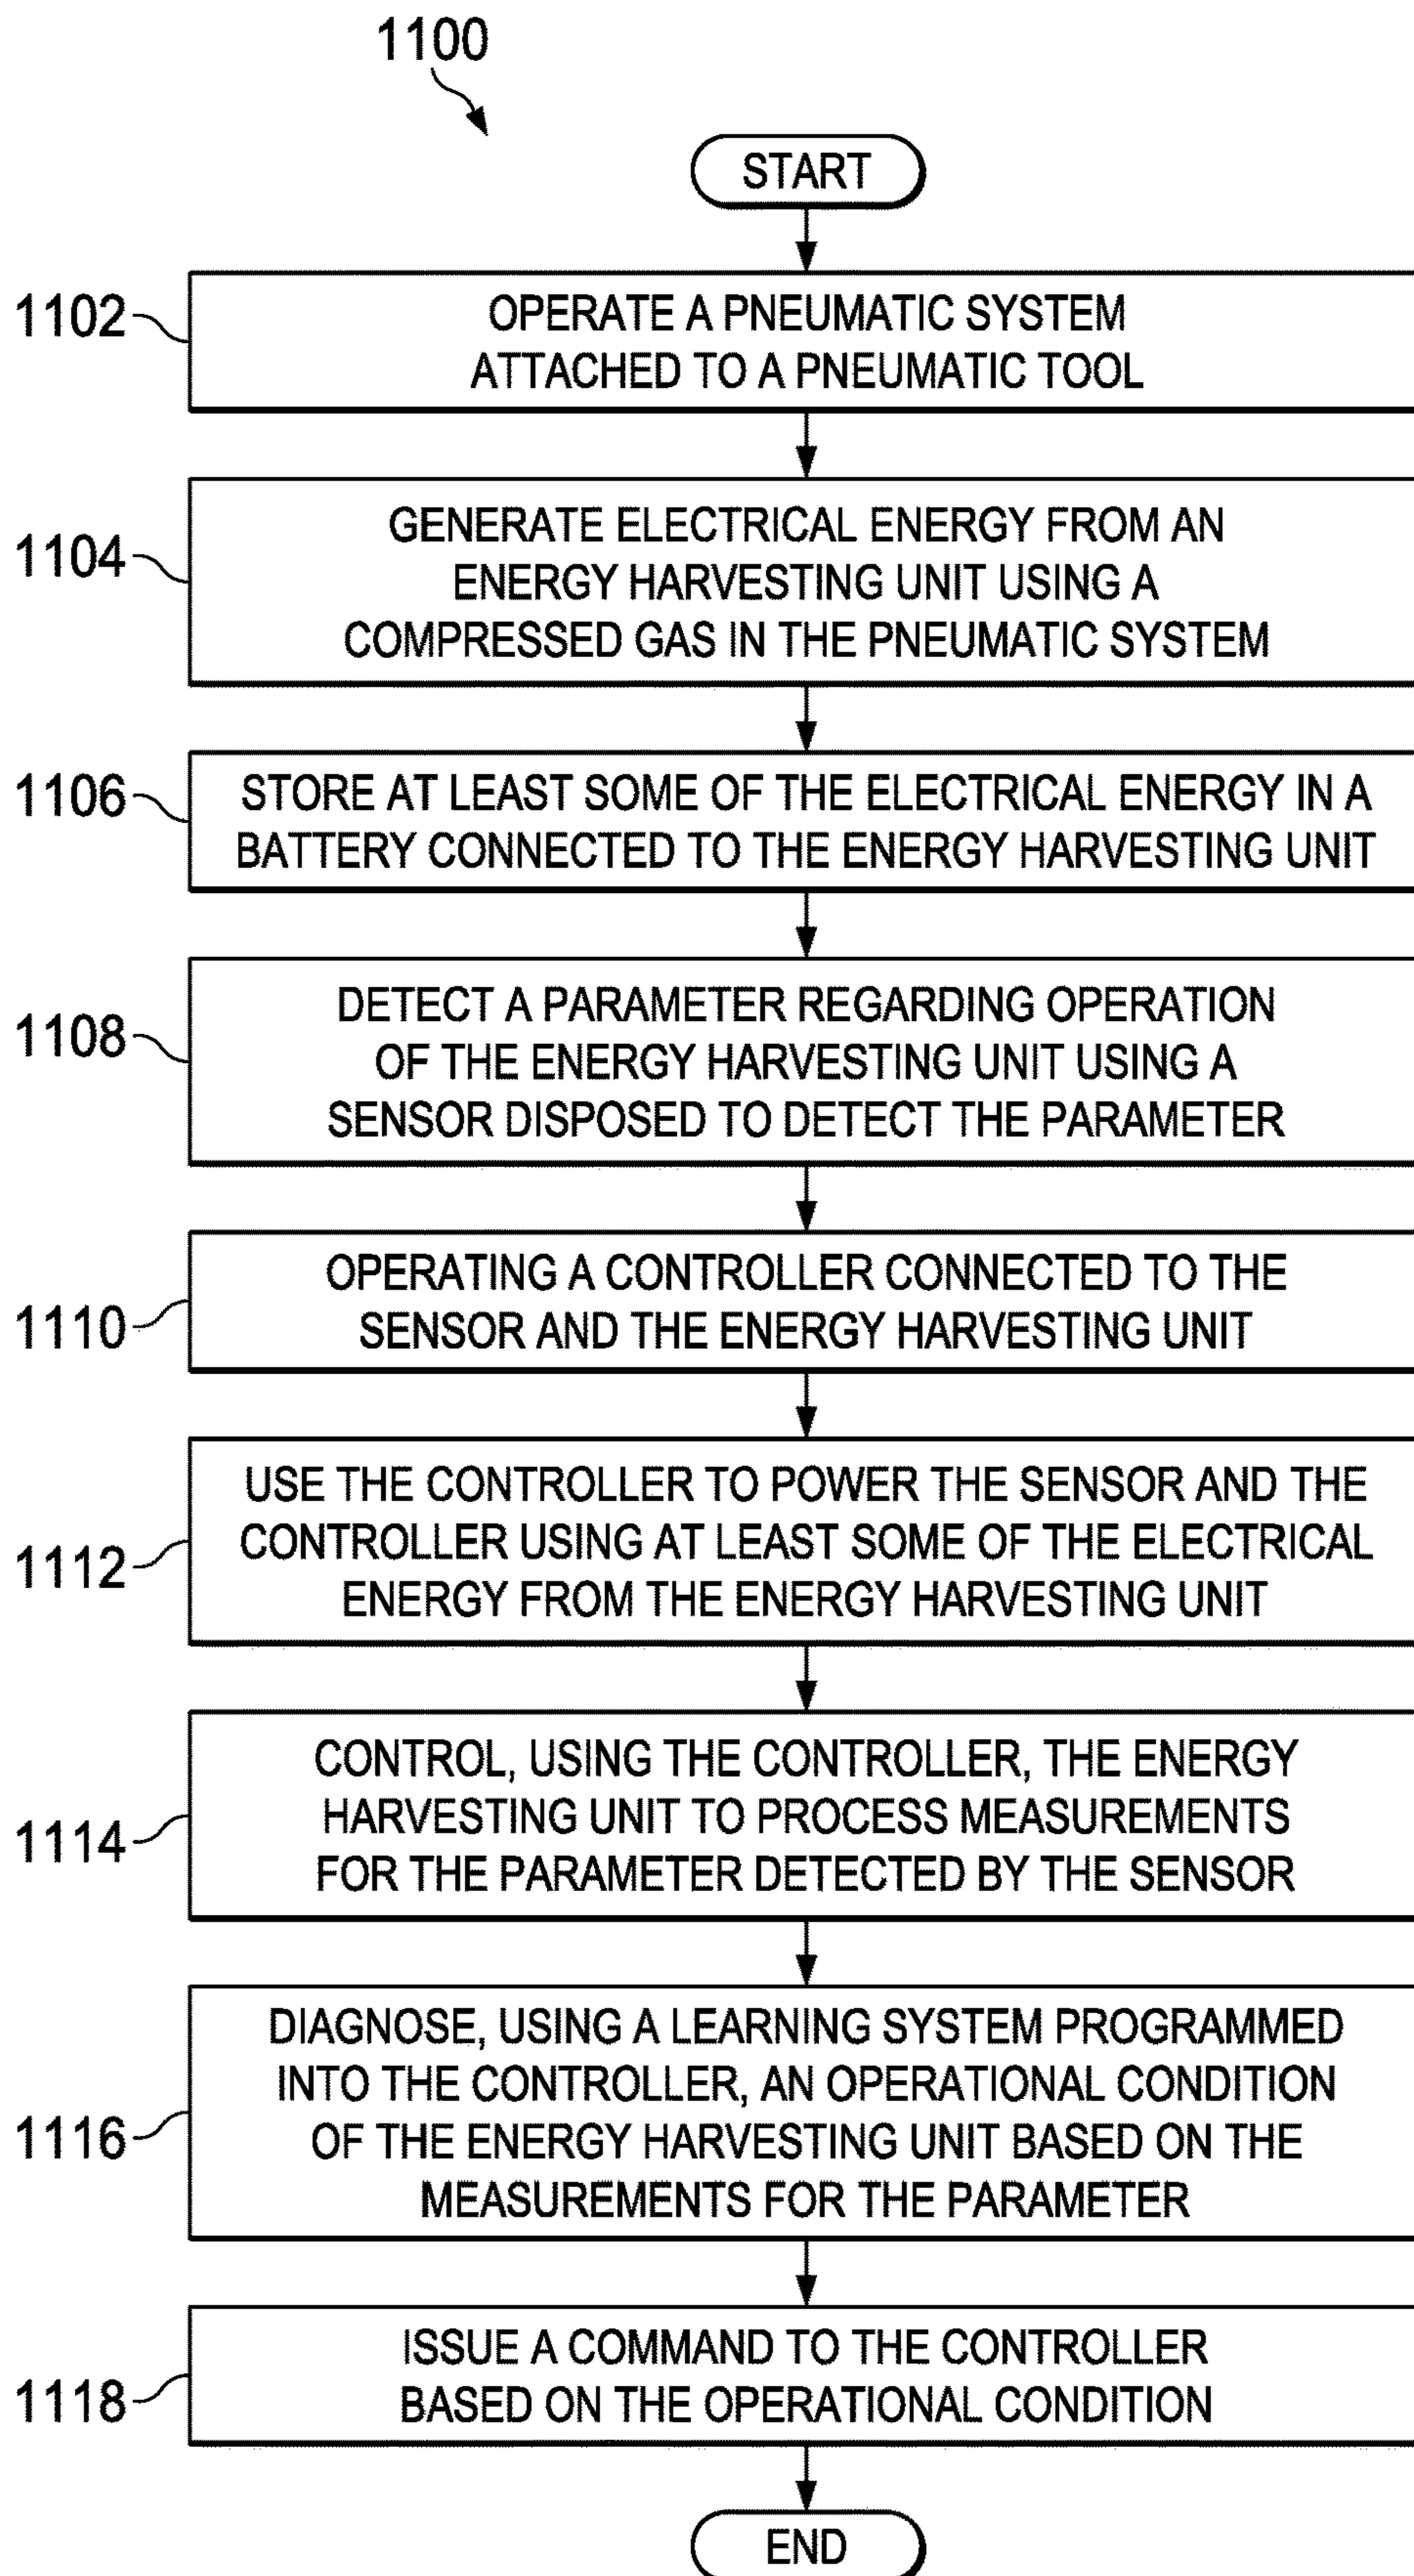 1100
START
1102
OPERATE A PNEUMATIC SYSTEM
ATTACHED TO A PNEUMATIC TOOL
1104
GENERATE ELECTRICAL ENERGY FROM AN
ENERGY HARVESTING UNIT USING A
COMPRESSED GAS IN THE PNEUMATIC SYSTEM
1106
STORE AT LEAST SOME OF THE ELECTRICAL ENERGY IN A
BATTERY CONNECTED TO THE ENERGY HARVESTING UNIT
1108
DETECT A PARAMETER REGARDING OPERATION
OF THE ENERGY HARVESTING UNIT USING A
SENSOR DISPOSED TO DETECT THE PARAMETER
1110
OPERATING A CONTROLLER CONNECTED TO THE
SENSOR AND THE ENERGY HARVESTING UNIT
1112
USE THE CONTROLLER TO POWER THE SENSOR AND THE
CONTROLLER USING AT LEAST SOME OF THE ELECTRICAL
ENERGY FROM THE ENERGY HARVESTING UNIT
1114
CONTROL, USING THE CONTROLLER, THE ENERGY
HARVESTING UNIT TO PROCESS MEASUREMENTS
FOR THE PARAMETER DETECTED BY THE SENSOR
1116
DIAGNOSE, USING A LEARNING SYSTEM PROGRAMMED
INTO THE CONTROLLER, AN OPERATIONAL CONDITION
OF THE ENERGY HARVESTING UNIT BASED ON THE
MEASUREMENTS FOR THE PARAMETER
1118
ISSUE A COMMAND TO THE CONTROLLER
BASED ON THE OPERATIONAL CONDITION
END